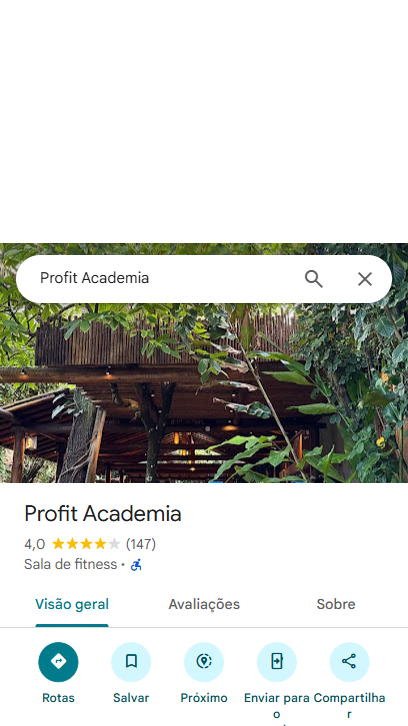 Profit Academia
Profit Academia
4,0 (147)
Sala de fitness ·
Visão geral Avaliações Sobre
Rotas Salvar Próximo Enviar para o Compartilhar